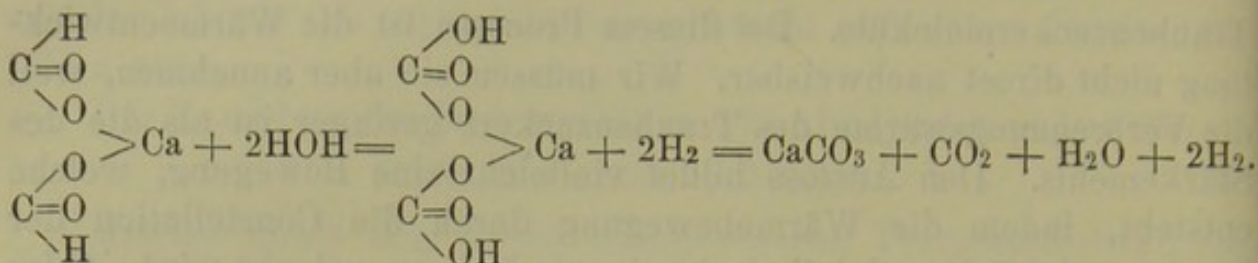 H OH
C=O C=O
O O
>Ca + 2HOH = >Ca + 2H₂ = CaCO₃ + CO₂ + H₂O + 2H₂.
O O
C=O C=O
H OH